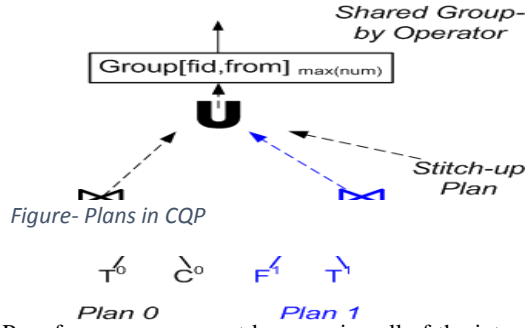 Shared Group-
by Operator
Group[fid,from] max(num)
U
Stitch-up
Plan
Figure- Plans in CQP
T⁰ C⁰ F¹ T¹
Plan 0 Plan 1